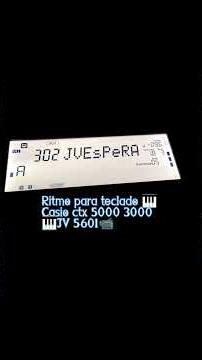 302 JVEsPeRA
A
Ritmo para teclado 🎹
Casio ctx 5000 3000
🎹JV 5601📹